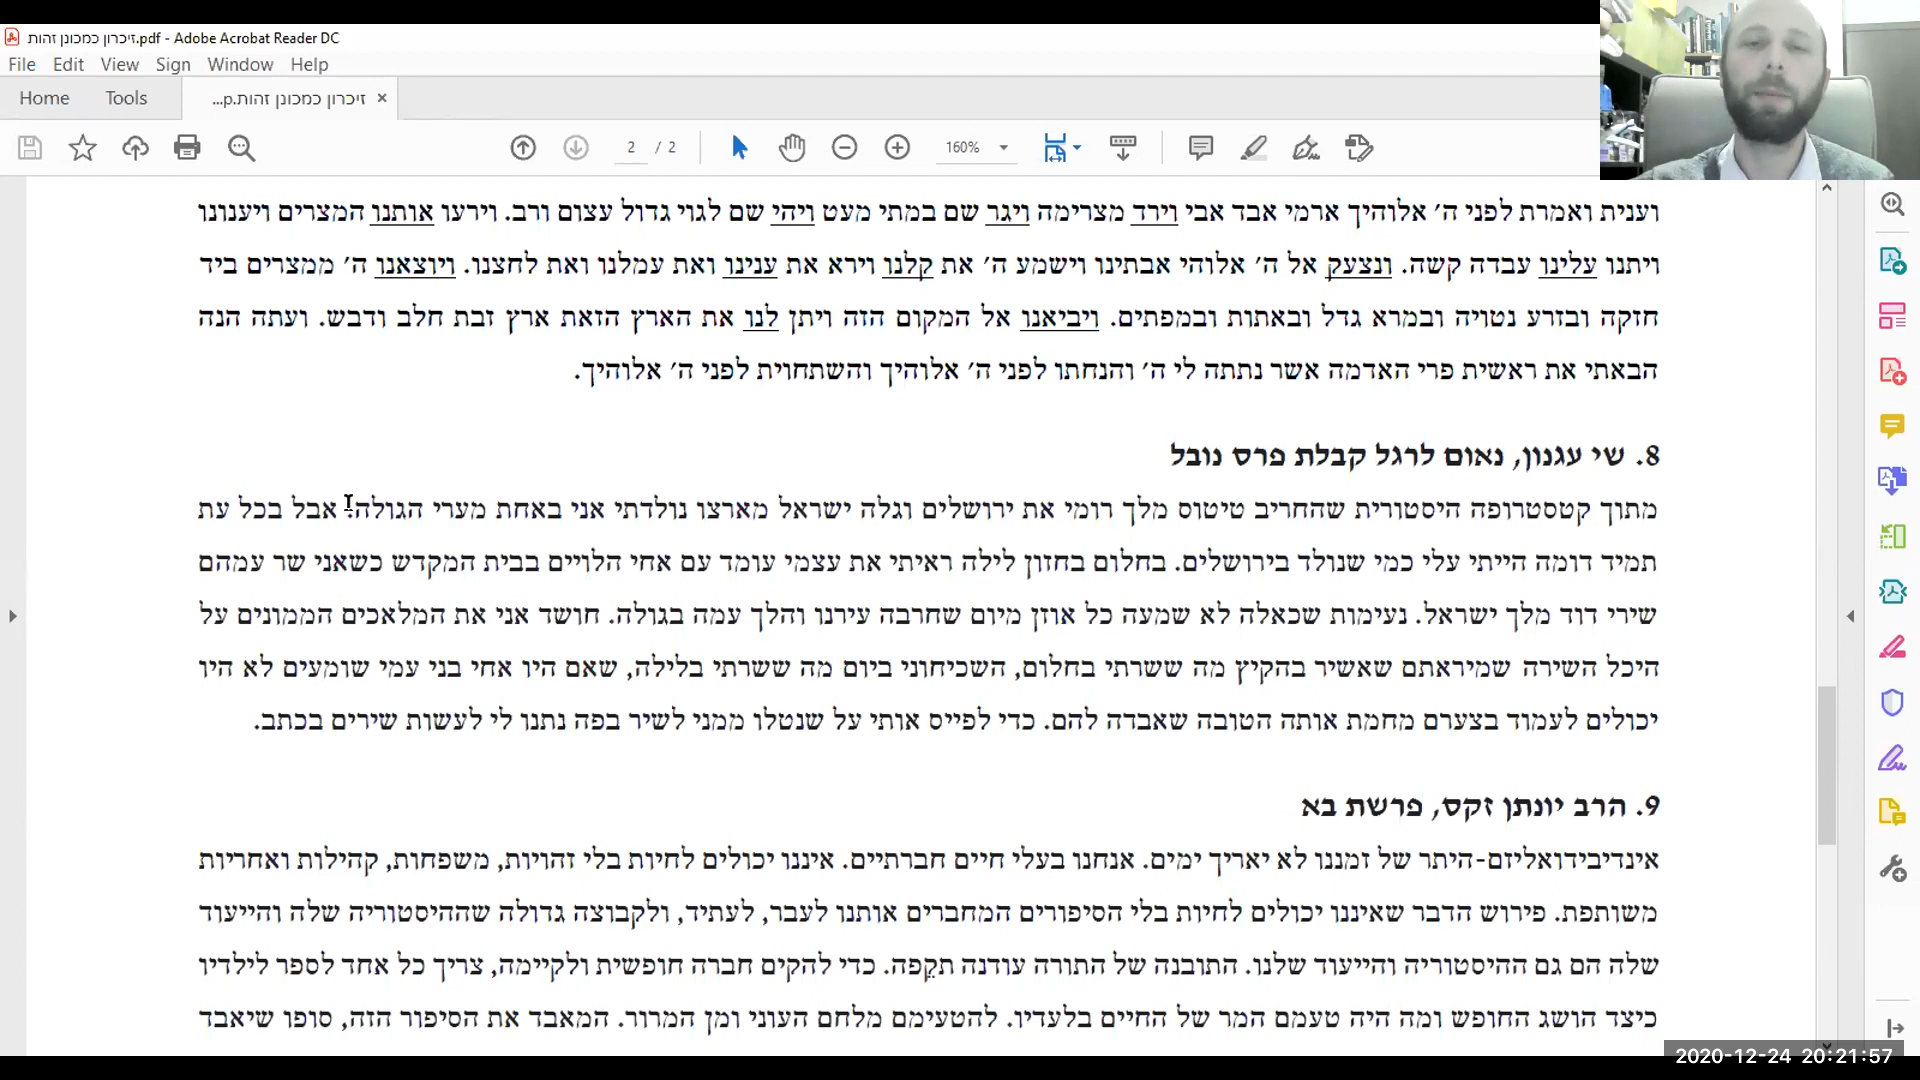 זיכרון כמכונן זהות.pdf - Adobe Acrobat Reader DC
File Edit View Sign Window Help
Home Tools זיכרון כמכונן זהות.p... ×
2 / 2 160%
וענית ואמרת לפני ה׳ אלוהיך ארמי אבד אבי וירד מצרימה ויגר שם במתי מעט ויהי שם לגוי גדול עצום ורב. וירעו אותנו המצרים ויענונו
ויתנו עלינו עבדה קשה. ונצעק אל ה׳ אלוהי אבתינו וישמע ה׳ את קלנו וירא את ענינו ואת עמלנו ואת לחצנו. ויוצאנו ה׳ ממצרים ביד
חזקה ובזרע נטויה ובמרא גדל ובאתות ובמפתים. ויביאנו אל המקום הזה ויתן לנו את הארץ הזאת ארץ זבת חלב ודבש. ועתה הנה
הבאתי את ראשית פרי האדמה אשר נתתה לי ה׳ והנחתו לפני ה׳ אלוהיך והשתחוית לפני ה׳ אלוהיך.
8. שי עגנון, נאום לרגל קבלת פרס נובל
מתוך קטסטרופה היסטורית שהחריב טיטוס מלך רומי את ירושלים וגלה ישראל מארצו נולדתי אני באחת מערי הגולה. אבל בכל עת
תמיד דומה הייתי עלי כמי שנולד בירושלים. בחלום בחזון לילה ראיתי את עצמי עומד עם אחי הלויים בבית המקדש כשאני שר עמהם
שירי דוד מלך ישראל. נעימות שכאלה לא שמעה כל אוזן מיום שחרבה עירנו והלך עמה בגולה. חושד אני את המלאכים הממונים על
היכל השירה שמיראתם שאשיר בהקיץ מה ששרתי בחלום, השכיחוני ביום מה ששרתי בלילה, שאם היו אחי בני עמי שומעים לא היו
יכולים לעמוד בצערם מחמת אותה הטובה שאבדה להם. כדי לפייס אותי על שנטלו ממני לשיר בפה נתנו לי לעשות שירים בכתב.
9. הרב יונתן זקס, פרשת בא
אינדיבידואליזם-היתר של זמננו לא יאריך ימים. אנחנו בעלי חיים חברתיים. איננו יכולים לחיות בלי זהויות, משפחות, קהילות ואחריות
משותפת. פירוש הדבר שאיננו יכולים לחיות בלי הסיפורים המחברים אותנו לעבר, לעתיד, ולקבוצה גדולה שההיסטוריה שלה והייעוד
שלה הם גם ההיסטוריה והייעוד שלנו. התובנה של התורה עודנה תקֵפה. כדי להקים חברה חופשית ולקיימה, צריך כל אחד לספר לילדיו
כיצד הושג החופש ומה היה טעמם המר של החיים בלעדיו. להטעימם מלחם העוני ומן המרור. המאבד את הסיפור הזה, סופו שיאבד
2020-12-24 20:21:57